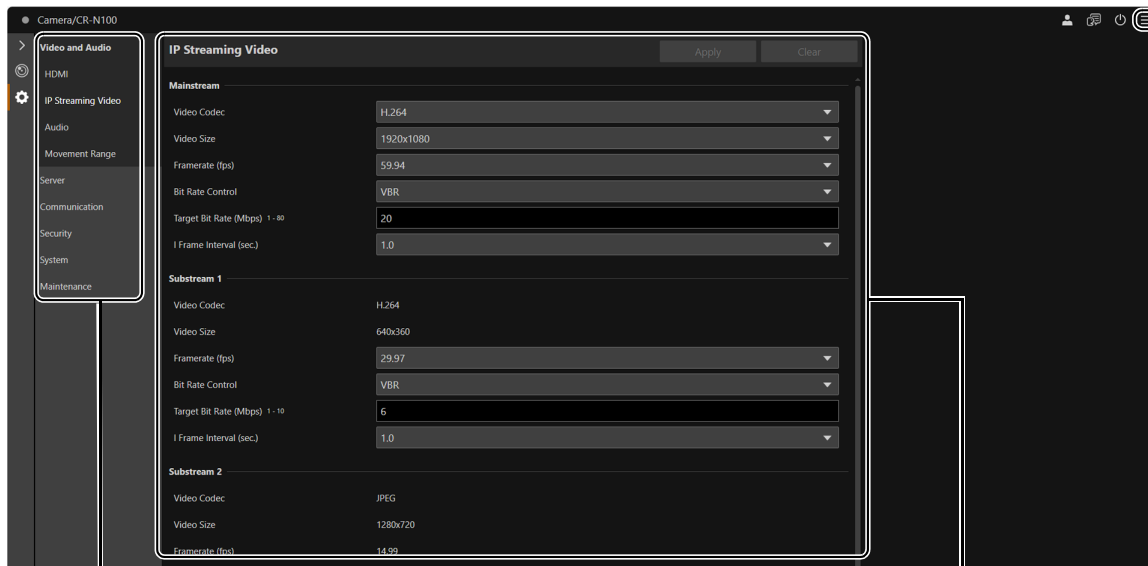 Camera/CR-N100
Video and Audio
HDMI
IP Streaming Video
Audio
Movement Range
Server
Communication
Security
System
Maintenance
IP Streaming Video
Apply
Clear
Mainstream
Video Codec H.264
Video Size 1920x1080
Framerate (fps) 59.94
Bit Rate Control VBR
Target Bit Rate (Mbps) 1 - 80 20
I Frame Interval (sec.) 1.0
Substream 1
Video Codec H.264
Video Size 640x360
Framerate (fps) 29.97
Bit Rate Control VBR
Target Bit Rate (Mbps) 1 - 10 6
I Frame Interval (sec.) 1.0
Substream 2
Video Codec JPEG
Video Size 1280x720
Framerate (fps) 14.99